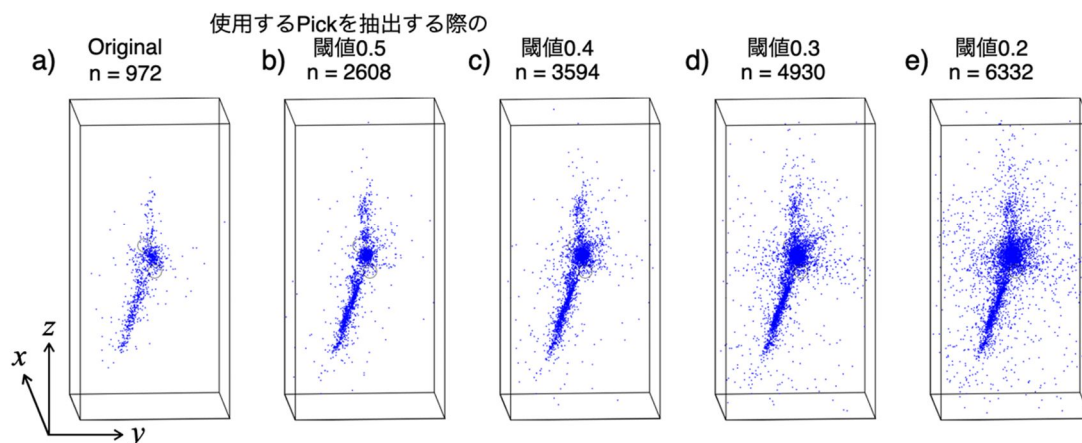 使用するPickを抽出する際の
a)
Original
n = 972
b)
閾値0.5
n = 2608
c)
閾値0.4
n = 3594
d)
閾値0.3
n = 4930
e)
閾値0.2
n = 6332
z
x
y